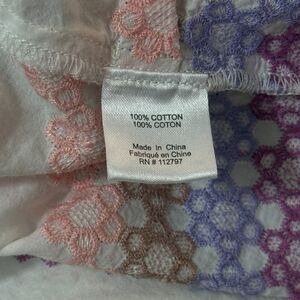 100% COTTON
100% COTON
Made In China
Fabriqué en Chine
RN # 112797